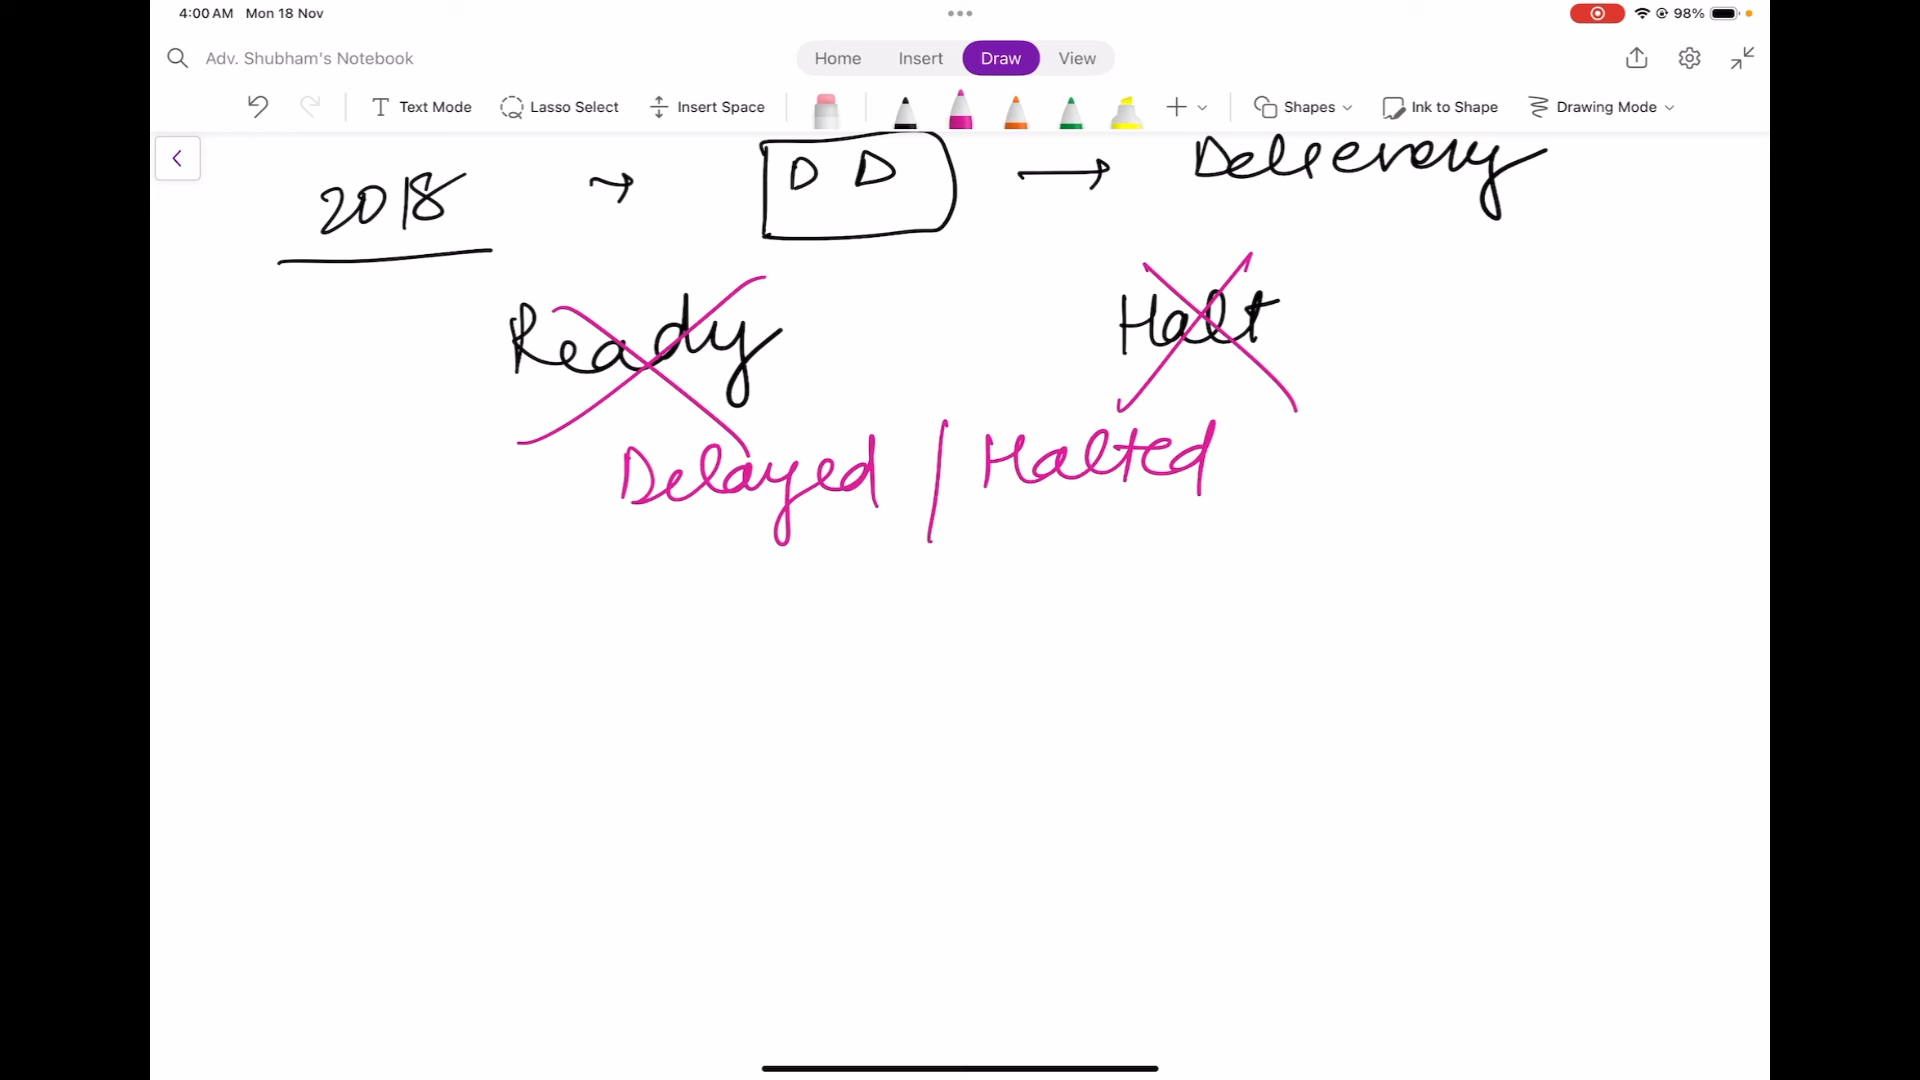 4:00 AM Mon 18 Nov
98%
Adv. Shubham's Notebook
Home Insert Draw View
Text Mode Lasso Select Insert Space Shapes Ink to Shape Drawing Mode
2018 → DD → Delievery
Ready Halt
Delayed / Halted